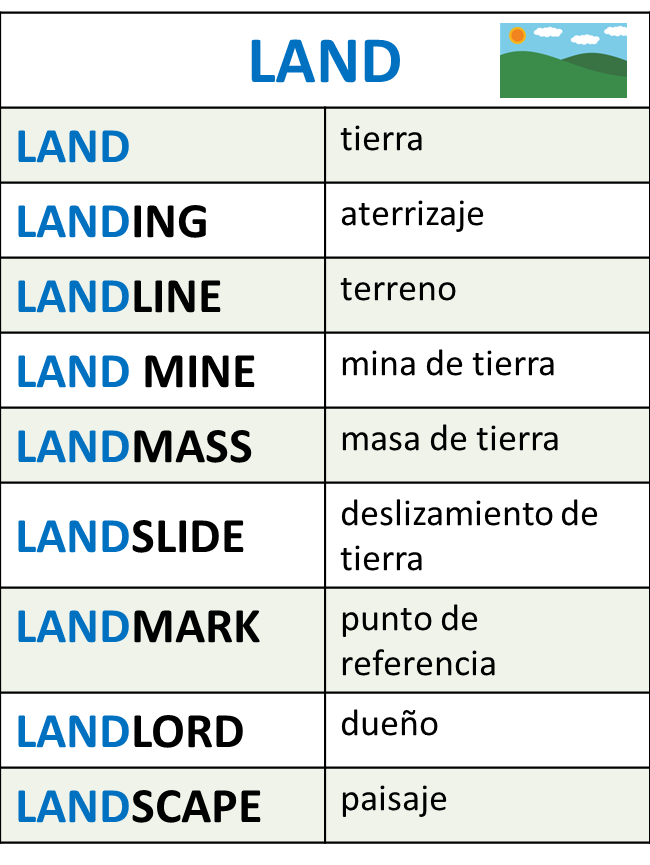 LAND
LAND
tierra
LANDING
aterrizaje
LANDLINE
terreno
LAND MINE
mina de tierra
LANDMASS
masa de tierra
LANDSLIDE
deslizamiento de
tierra
LANDMARK
punto de
referencia
LANDLORD
dueño
LANDSCAPE
paisaje